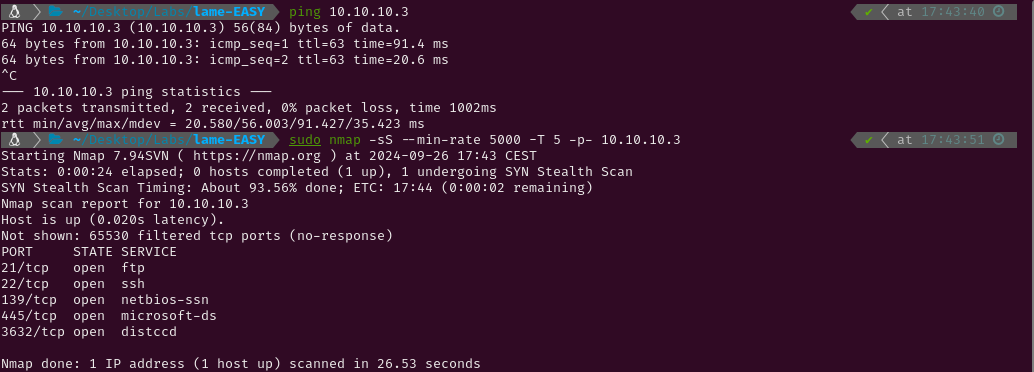 ~/Desktop/Labs/lame-EASY ping 10.10.10.3 ✔ at 17:43:40
PING 10.10.10.3 (10.10.10.3) 56(84) bytes of data.
64 bytes from 10.10.10.3: icmp_seq=1 ttl=63 time=91.4 ms
64 bytes from 10.10.10.3: icmp_seq=2 ttl=63 time=20.6 ms
^C
--- 10.10.10.3 ping statistics ---
2 packets transmitted, 2 received, 0% packet loss, time 1002ms
rtt min/avg/max/mdev = 20.580/56.003/91.427/35.423 ms
~/Desktop/Labs/lame-EASY sudo nmap -sS --min-rate 5000 -T 5 -p- 10.10.10.3 ✔ at 17:43:51
Starting Nmap 7.94SVN ( https://nmap.org ) at 2024-09-26 17:43 CEST
Stats: 0:00:24 elapsed; 0 hosts completed (1 up), 1 undergoing SYN Stealth Scan
SYN Stealth Scan Timing: About 93.56% done; ETC: 17:44 (0:00:02 remaining)
Nmap scan report for 10.10.10.3
Host is up (0.020s latency).
Not shown: 65530 filtered tcp ports (no-response)
PORT     STATE SERVICE
21/tcp   open  ftp
22/tcp   open  ssh
139/tcp  open  netbios-ssn
445/tcp  open  microsoft-ds
3632/tcp open  distccd
Nmap done: 1 IP address (1 host up) scanned in 26.53 seconds